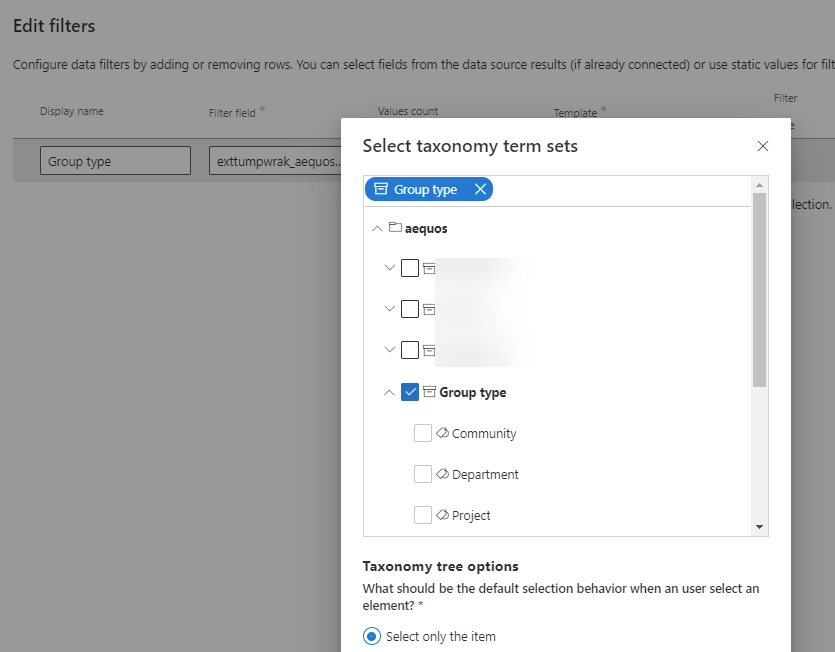 Edit filters
Configure data filters by adding or removing rows. You can select fields from the data source results (if already connected) or use static values for filt
Display name
Filter field *
Values count
Template *
Filter
Group type
exttumpwrak_aequos...
lection.
Select taxonomy term sets
Group type
aequos
Group type
Community
Department
Project
Taxonomy tree options
What should be the default selection behavior when an user select an
element? *
Select only the item